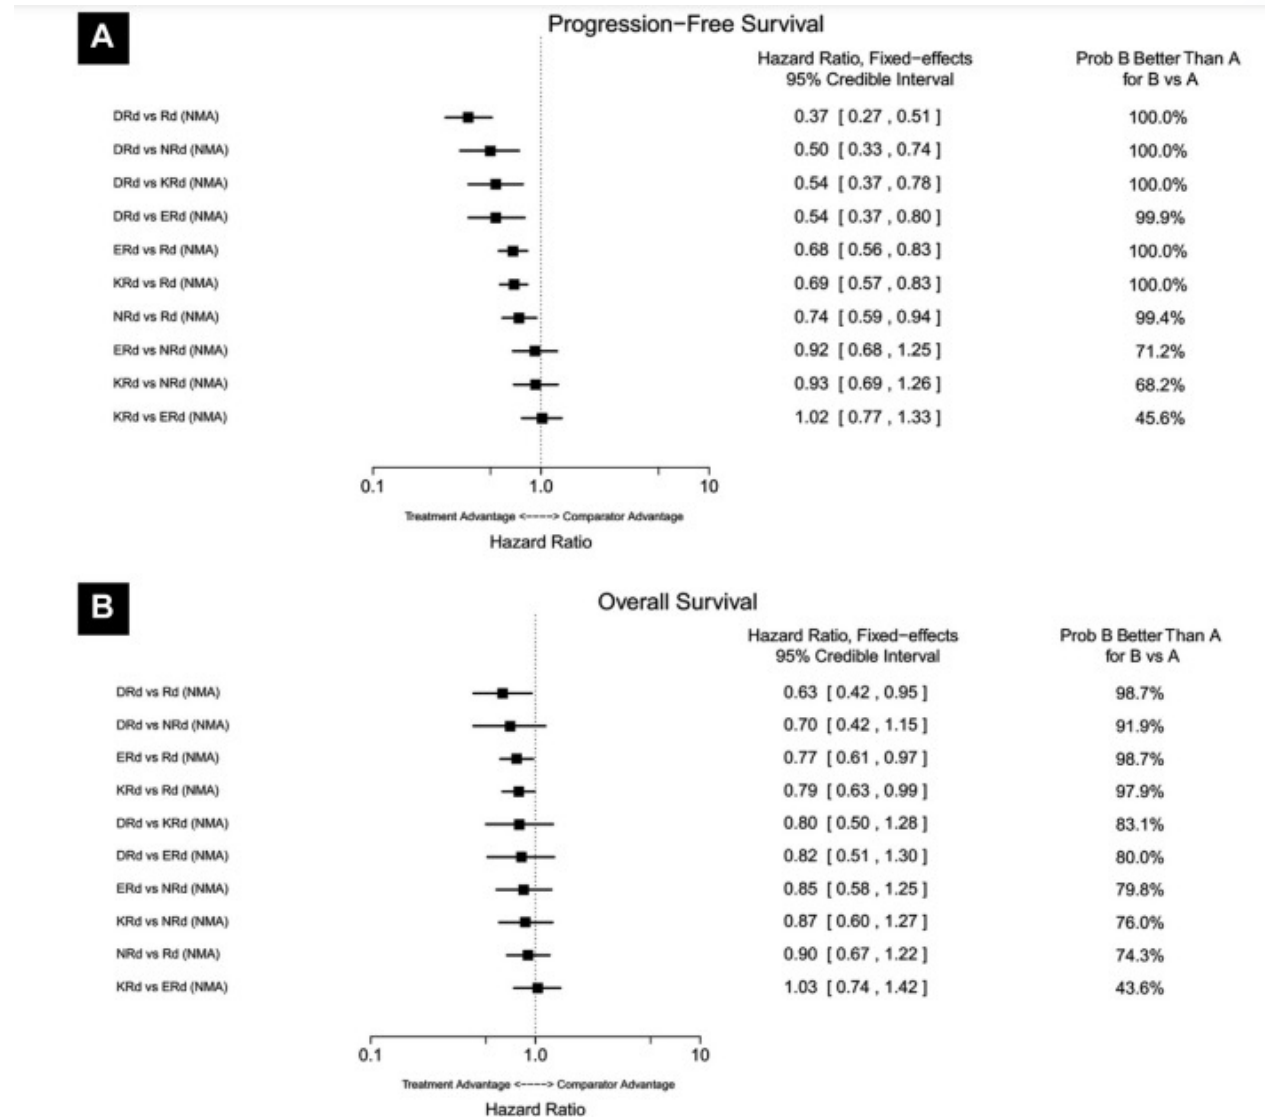 A
Progression−Free Survival
Hazard Ratio, Fixed−effects Prob B Better Than A
95% Credible Interval for B vs A
DRd vs Rd (NMA) 0.37 [ 0.27 , 0.51 ] 100.0%
DRd vs NRd (NMA) 0.50 [ 0.33 , 0.74 ] 100.0%
DRd vs KRd (NMA) 0.54 [ 0.37 , 0.78 ] 100.0%
DRd vs ERd (NMA) 0.54 [ 0.37 , 0.80 ] 99.9%
ERd vs Rd (NMA) 0.68 [ 0.56 , 0.83 ] 100.0%
KRd vs Rd (NMA) 0.69 [ 0.57 , 0.83 ] 100.0%
NRd vs Rd (NMA) 0.74 [ 0.59 , 0.94 ] 99.4%
ERd vs NRd (NMA) 0.92 [ 0.68 , 1.25 ] 71.2%
KRd vs NRd (NMA) 0.93 [ 0.69 , 1.26 ] 68.2%
KRd vs ERd (NMA) 1.02 [ 0.77 , 1.33 ] 45.6%
0.1 1.0 10
Treatment Advantage <----> Comparator Advantage
Hazard Ratio
B
Overall Survival
Hazard Ratio, Fixed−effects Prob B Better Than A
95% Credible Interval for B vs A
DRd vs Rd (NMA) 0.63 [ 0.42 , 0.95 ] 98.7%
DRd vs NRd (NMA) 0.70 [ 0.42 , 1.15 ] 91.9%
ERd vs Rd (NMA) 0.77 [ 0.61 , 0.97 ] 98.7%
KRd vs Rd (NMA) 0.79 [ 0.63 , 0.99 ] 97.9%
DRd vs KRd (NMA) 0.80 [ 0.50 , 1.28 ] 83.1%
DRd vs ERd (NMA) 0.82 [ 0.51 , 1.30 ] 80.0%
ERd vs NRd (NMA) 0.85 [ 0.58 , 1.25 ] 79.8%
KRd vs NRd (NMA) 0.87 [ 0.60 , 1.27 ] 76.0%
NRd vs Rd (NMA) 0.90 [ 0.67 , 1.22 ] 74.3%
KRd vs ERd (NMA) 1.03 [ 0.74 , 1.42 ] 43.6%
0.1 1.0 10
Treatment Advantage <----> Comparator Advantage
Hazard Ratio